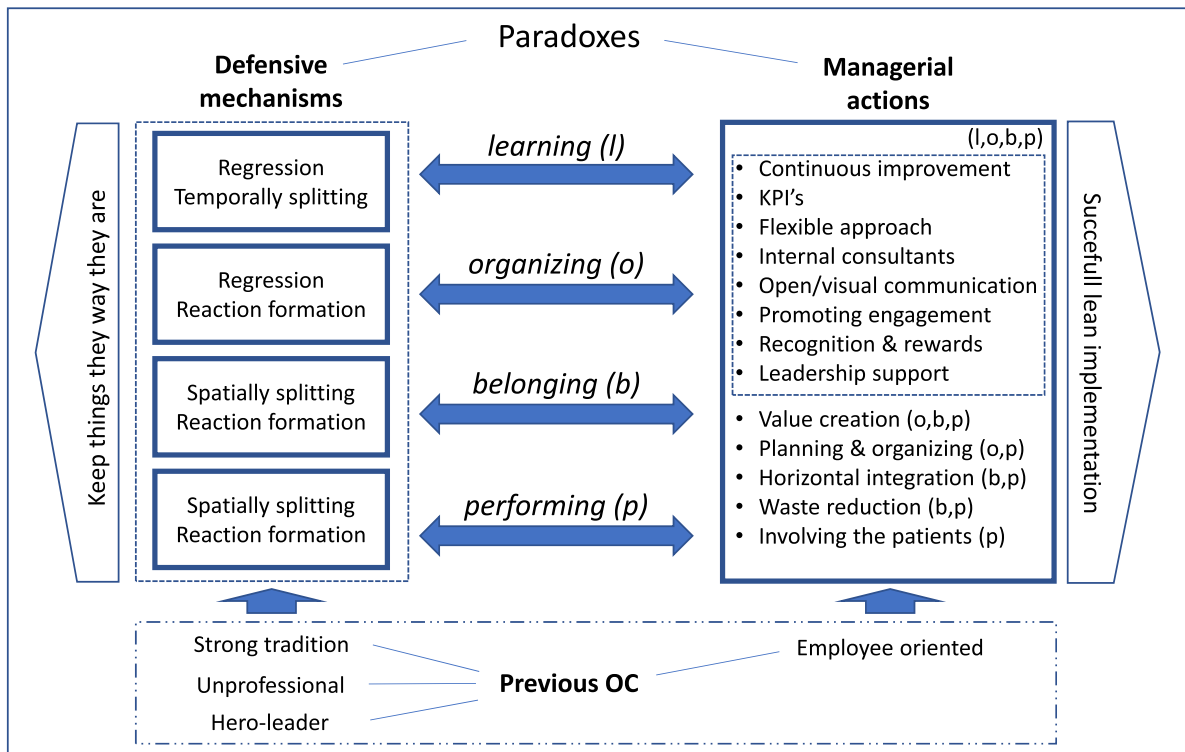 Paradoxes
Defensive
mechanisms
Managerial
actions
Keep things they way they are
Regression
Temporally splitting
Regression
Reaction formation
Spatially splitting
Reaction formation
Spatially splitting
Reaction formation
learning (l)
organizing (o)
belonging (b)
performing (p)
(l,o,b,p)
• Continuous improvement
• KPI's
• Flexible approach
• Internal consultants
• Open/visual communication
• Promoting engagement
• Recognition & rewards
• Leadership support
• Value creation (o,b,p)
• Planning & organizing (o,p)
• Horizontal integration (b,p)
• Waste reduction (b,p)
• Involving the patients (p)
Succefull lean implementation
Strong tradition
Unprofessional
Hero-leader
Previous OC
Employee oriented